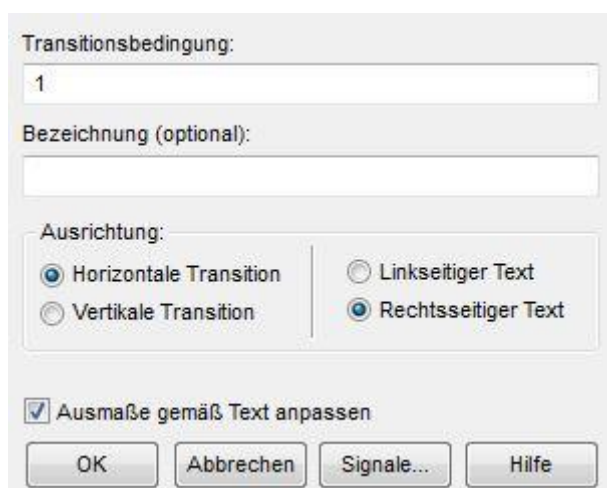 Transitionsbedingung:
1
Bezeichnung (optional):
Ausrichtung:
Horizontale Transition
Linkseitiger Text
Vertikale Transition
Rechtsseitiger Text
Ausmaße gemäß Text anpassen
OK
Abbrechen
Signale...
Hilfe